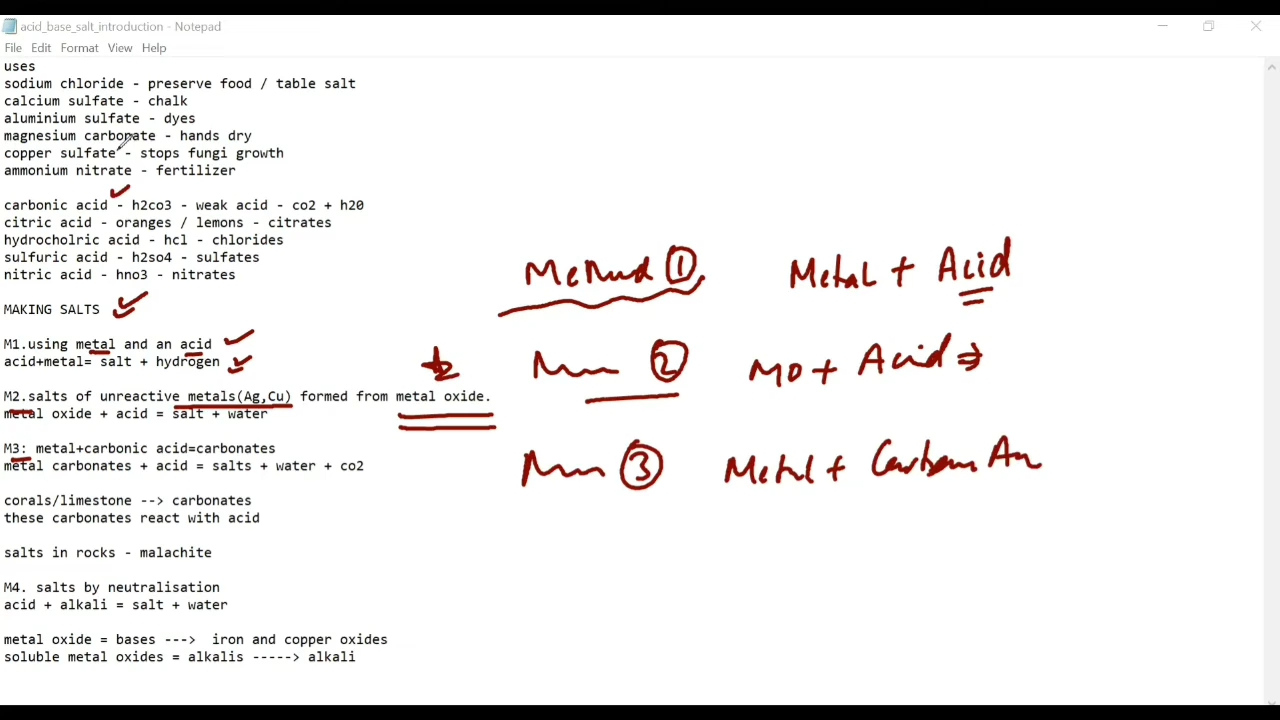 acid_base_salt_introduction - Notepad
File Edit Format View Help
uses
sodium chloride - preserve food / table salt
calcium sulfate - chalk
aluminium sulfate - dyes
magnesium carbonate - hands dry
copper sulfate - stops fungi growth
ammonium nitrate - fertilizer
carbonic acid - h2co3 - weak acid - co2 + h20
citric acid - oranges / lemons - citrates
hydrocholric acid - hcl - chlorides
sulfuric acid - h2so4 - sulfates
nitric acid - hno3 - nitrates
MAKING SALTS
M1.using metal and an acid
acid+metal= salt + hydrogen
M2.salts of unreactive metals(Ag,Cu) formed from metal oxide.
metal oxide + acid = salt + water
M3: metal+carbonic acid=carbonates
metal carbonates + acid = salts + water + co2
corals/limestone --> carbonates
these carbonates react with acid
salts in rocks - malachite
M4. salts by neutralisation
acid + alkali = salt + water
metal oxide = bases ---> iron and copper oxides
soluble metal oxides = alkalis -----> alkali
Method 1 Metal + Acid
2 MO + Acid ⇒
3 Metal +